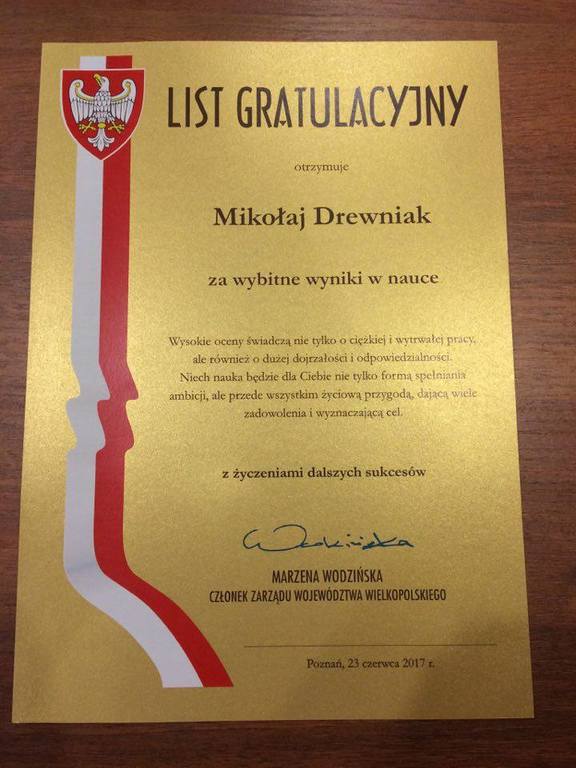 LIST GRATULACYJNY
otrzymuje
Mikołaj Drewniak
za wybitne wyniki w nauce
Wysokie oceny świadczą nie tylko o ciężkiej i wytrwałej pracy,
ale również o dużej dojrzałości i odpowiedzialności.
Niech nauka będzie dla Ciebie nie tylko formą spełniania
ambicji, ale przede wszystkim życiową przygodą, dającą wiele
zadowolenia i wyznaczającą cel.
z życzeniami dalszych sukcesów
Wodzińska
MARZENA WODZIŃSKA
CZŁONEK ZARZĄDU WOJEWÓDZTWA WIELKOPOLSKIEGO
Poznań, 23 czerwca 2017 r.